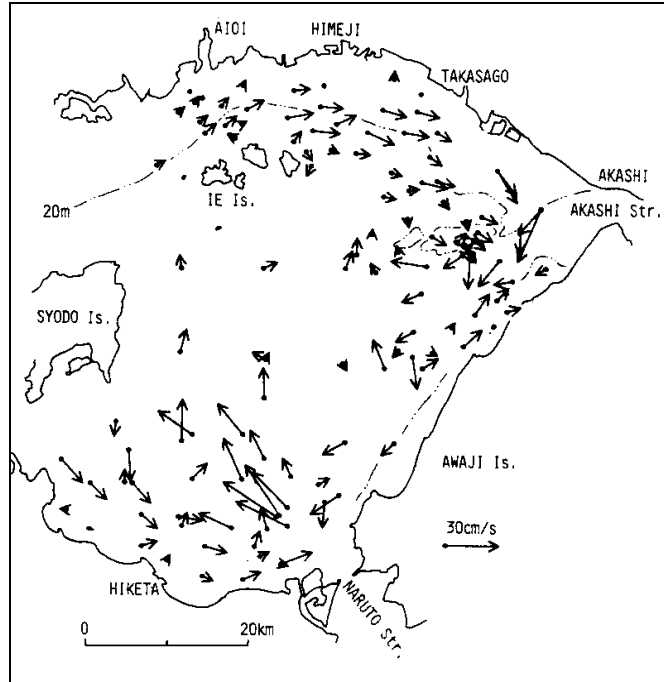 AIOI
HIMEJI
TAKASAGO
AKASHI
AKASHI Str.
IE Is.
20m
SYODO Is.
AWAJI Is.
30cm/s
HIKETA
NARUTO Str.
0
20km